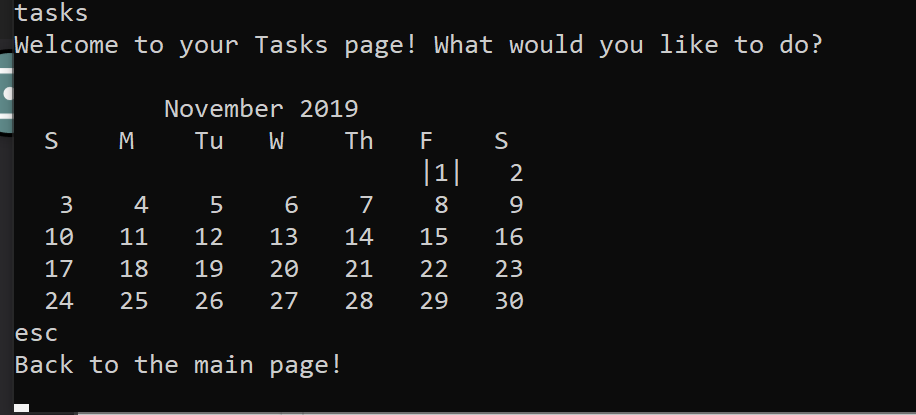 tasks
Welcome to your Tasks page! What would you like to do?
November 2019
S M Tu W Th F S
|1| 2
3 4 5 6 7 8 9
10 11 12 13 14 15 16
17 18 19 20 21 22 23
24 25 26 27 28 29 30
esc
Back to the main page!